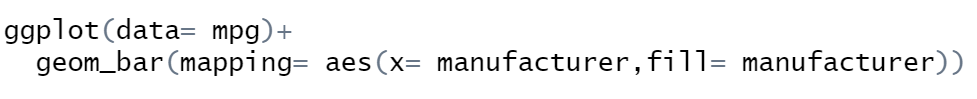 ggplot(data= mpg)+
  geom_bar(mapping= aes(x= manufacturer,fill= manufacturer))